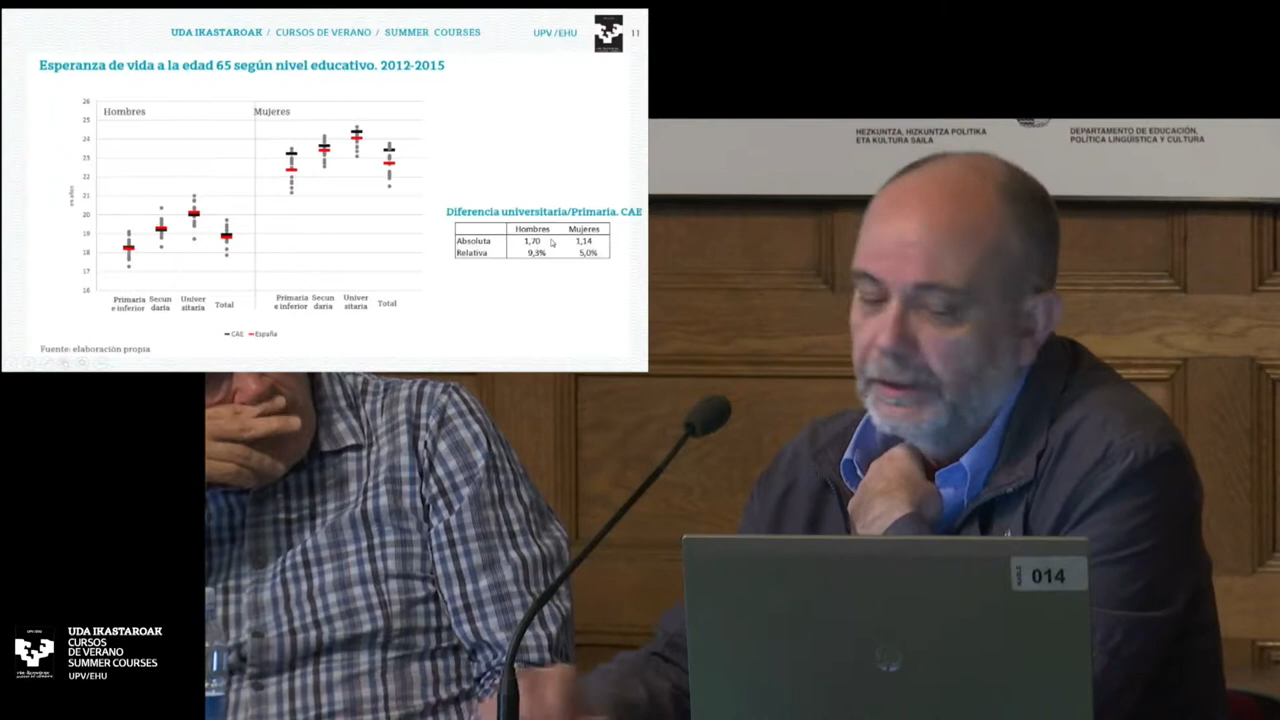 UDA IKASTAROAK / CURSOS DE VERANO / SUMMER COURSES
UPV/EHU
11
Esperanza de vida a la edad 65 según nivel educativo. 2012-2015
Hombres
Mujeres
26
25
24
23
22
21
20
19
18
17
16
en años
Primaria e inferior
Secun daria
Univer sitaria
Total
Primaria e inferior
Secun daria
Univer sitaria
Total
CAE España
Fuente: elaboración propia
Diferencia universitaria/Primaria. CAE
Hombres Mujeres
Absoluta 1,70 1,14
Relativa 9,3% 5,0%
HEZKUNTZA, HIZKUNTZA POLITIKA
ETA KULTURA SAILA
DEPARTAMENTO DE EDUCACIÓN,
POLÍTICA LINGÜÍSTICA Y CULTURA
014
UDA IKASTAROAK
CURSOS
DE VERANO
SUMMER COURSES
UPV/EHU